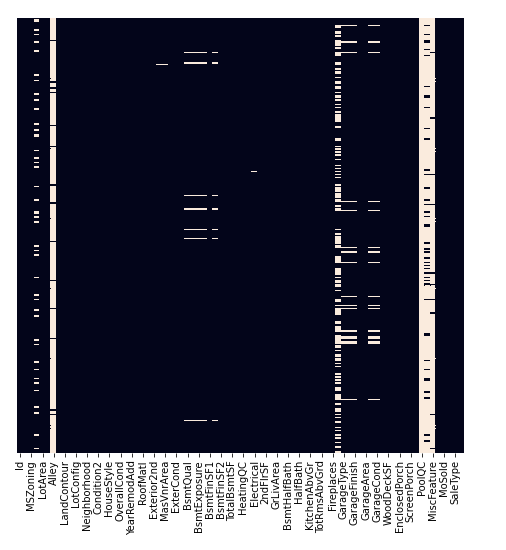 Id
MSZoning
LotArea
Alley
LandContour
LotConfig
Neighborhood
Condition2
HouseStyle
OverallCond
YearRemodAdd
RoofMatl
Exterior2nd
MasVnrArea
ExterCond
BsmtQual
BsmtExposure
BsmtFinSF1
BsmtFinSF2
TotalBsmtSF
HeatingQC
Electrical
2ndFlrSF
GrLivArea
BsmtHalfBath
HalfBath
KitchenAbvGr
TotRmsAbvGrd
Fireplaces
GarageType
GarageFinish
GarageArea
GarageCond
WoodDeckSF
EnclosedPorch
ScreenPorch
PoolQC
MiscFeature
MoSold
SaleType